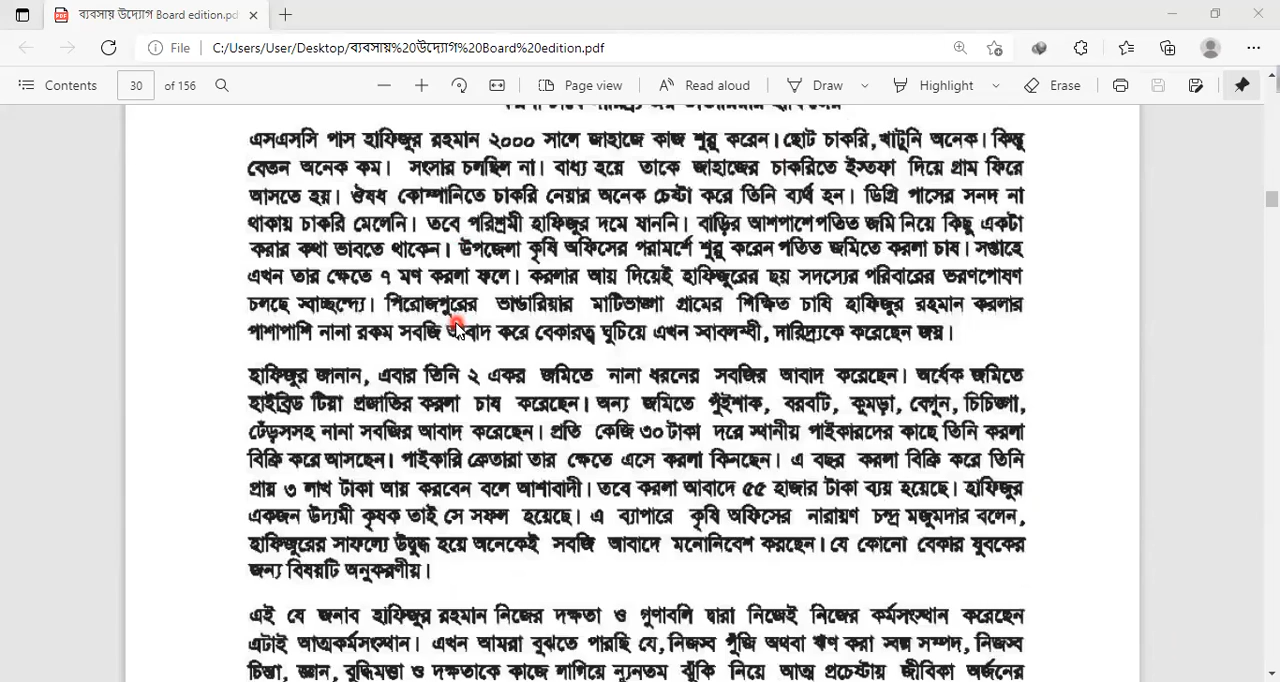 ব্যবসায় উদ্যোগ Board edition.pd
File
C:/Users/User/Desktop/ব্যবসায়%20উদ্যোগ%20Board%20edition.pdf
Contents
30 of 156
Page view
Read aloud
Draw
Highlight
Erase
এসএসসি পাস হাফিজুর রহমান ২০০০ সালে জাহাজে কাজ শুরু করেন। ছোট চাকরি, খাটুনি অনেক। কিন্তু
বেতন অনেক কম। সংসার চলছিল না। বাধ্য হয়ে তাকে জাহাজের চাকরিতে ইস্তফা দিয়ে গ্রাম ফিরে
আসতে হয়। ঔষধ কোম্পানিতে চাকরি নেয়ার অনেক চেষ্টা করে তিনি ব্যর্থ হন। ডিগ্রি পাসের সনদ না
থাকায় চাকরি মেলেনি। তবে পরিশ্রমী হাফিজুর দমে যাননি। বাড়ির আশপাশে পতিত জমি নিয়ে কিছু একটা
করার কথা ভাবতে থাকেন। উপজেলা কৃষি অফিসের পরামর্শে শুরু করেন পতিত জমিতে করলা চাষ। সপ্তাহে
এখন তার ক্ষেতে ৭ মণ করলা ফলে। করলার আয় দিয়েই হাফিজুরের ছয় সদস্যের পরিবারের ভরণপোষণ
চলছে স্বাচ্ছন্দ্যে। পিরোজপুরের ভান্ডারিয়ার মাটিভাঙ্গা গ্রামের শিক্ষিত চাষি হাফিজুর রহমান করলার
পাশাপাশি নানা রকম সবজি আবাদ করে বেকারত্ব ঘুচিয়ে এখন স্বাবলম্বী, দারিদ্র্যকে করেছেন জয়।
হাফিজুর জানান, এবার তিনি ২ একর জমিতে নানা ধরনের সবজির আবাদ করেছেন। অর্ধেক জমিতে
হাইব্রিড টিয়া প্রজাতির করলা চাষ করেছেন। অন্য জমিতে পুঁইশাক, বরবটি, কুমড়া, বেগুন, চিচিঙ্গা,
ঢেঁড়সসহ নানা সবজির আবাদ করেছেন। প্রতি কেজি ৩০ টাকা দরে স্থানীয় পাইকারদের কাছে তিনি করলা
বিক্রি করে আসছেন। পাইকারি ক্রেতারা তার ক্ষেতে এসে করলা কিনছেন। এ বছর করলা বিক্রি করে তিনি
প্রায় ৩ লাখ টাকা আয় করবেন বলে আশাবাদী। তবে করলা আবাদে ৫৫ হাজার টাকা ব্যয় হয়েছে। হাফিজুর
একজন উদ্যমী কৃষক তাই সে সফল হয়েছে। এ ব্যাপারে কৃষি অফিসের নারায়ণ চন্দ্র মজুমদার বলেন,
হাফিজুরের সাফল্যে উদ্বুদ্ধ হয়ে অনেকেই সবজি আবাদে মনোনিবেশ করছেন। যে কোনো বেকার যুবকের
জন্য বিষয়টি অনুকরণীয়।
এই যে জনাব হাফিজুর রহমান নিজের দক্ষতা ও গুণাবলি দ্বারা নিজেই নিজের কর্মসংস্থান করেছেন
এটাই আত্মকর্মসংস্থান। এখন আমরা বুঝতে পারছি যে, নিজস্ব পুঁজি অথবা ঋণ করা স্বল্প সম্পদ, নিজস্ব
চিন্তা, জ্ঞান, বুদ্ধিমত্তা ও দক্ষতাকে কাজে লাগিয়ে ন্যূনতম ঝুঁকি নিয়ে আত্ম প্রচেষ্টায় জীবিকা অর্জনের